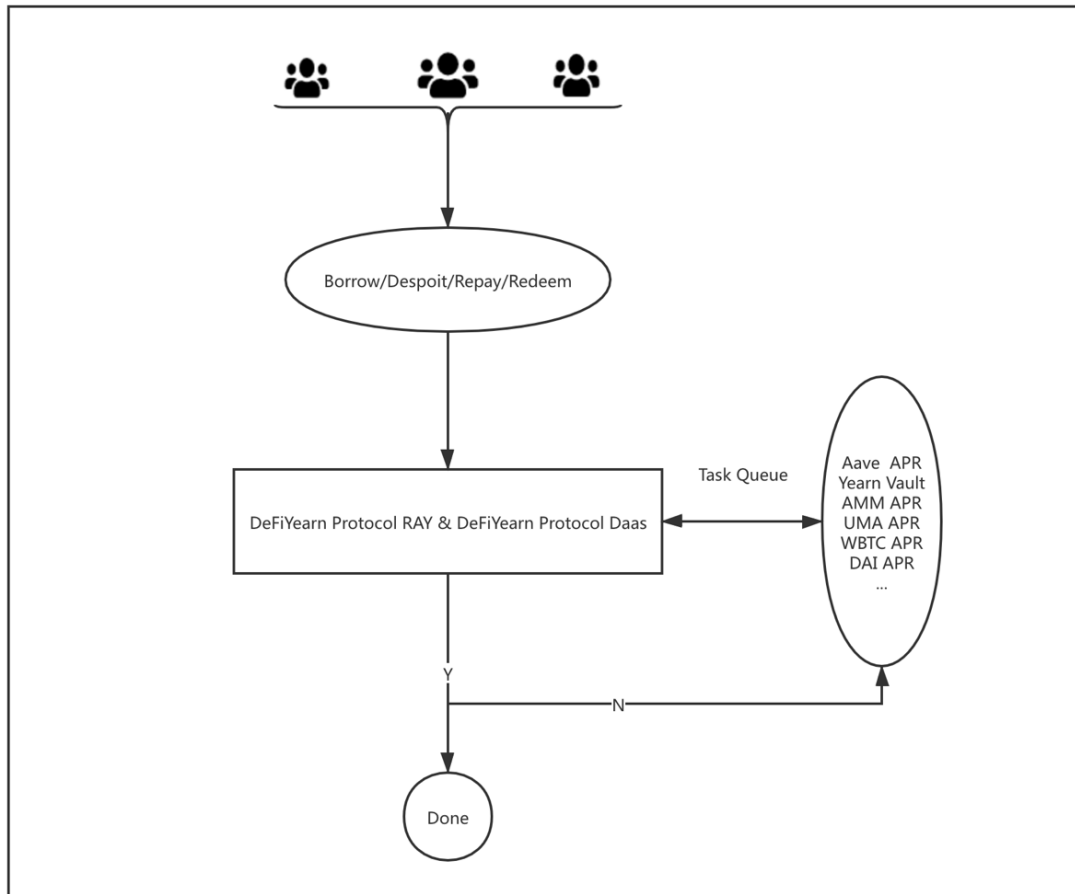 Borrow/Despoit/Repay/Redeem
Task Queue
DeFiYearn Protocol RAY & DeFiYearn Protocol Daas
Aave APR
Yearn Vault
AMM APR
UMA APR
WBTC APR
DAI APR
...
Y
N
Done